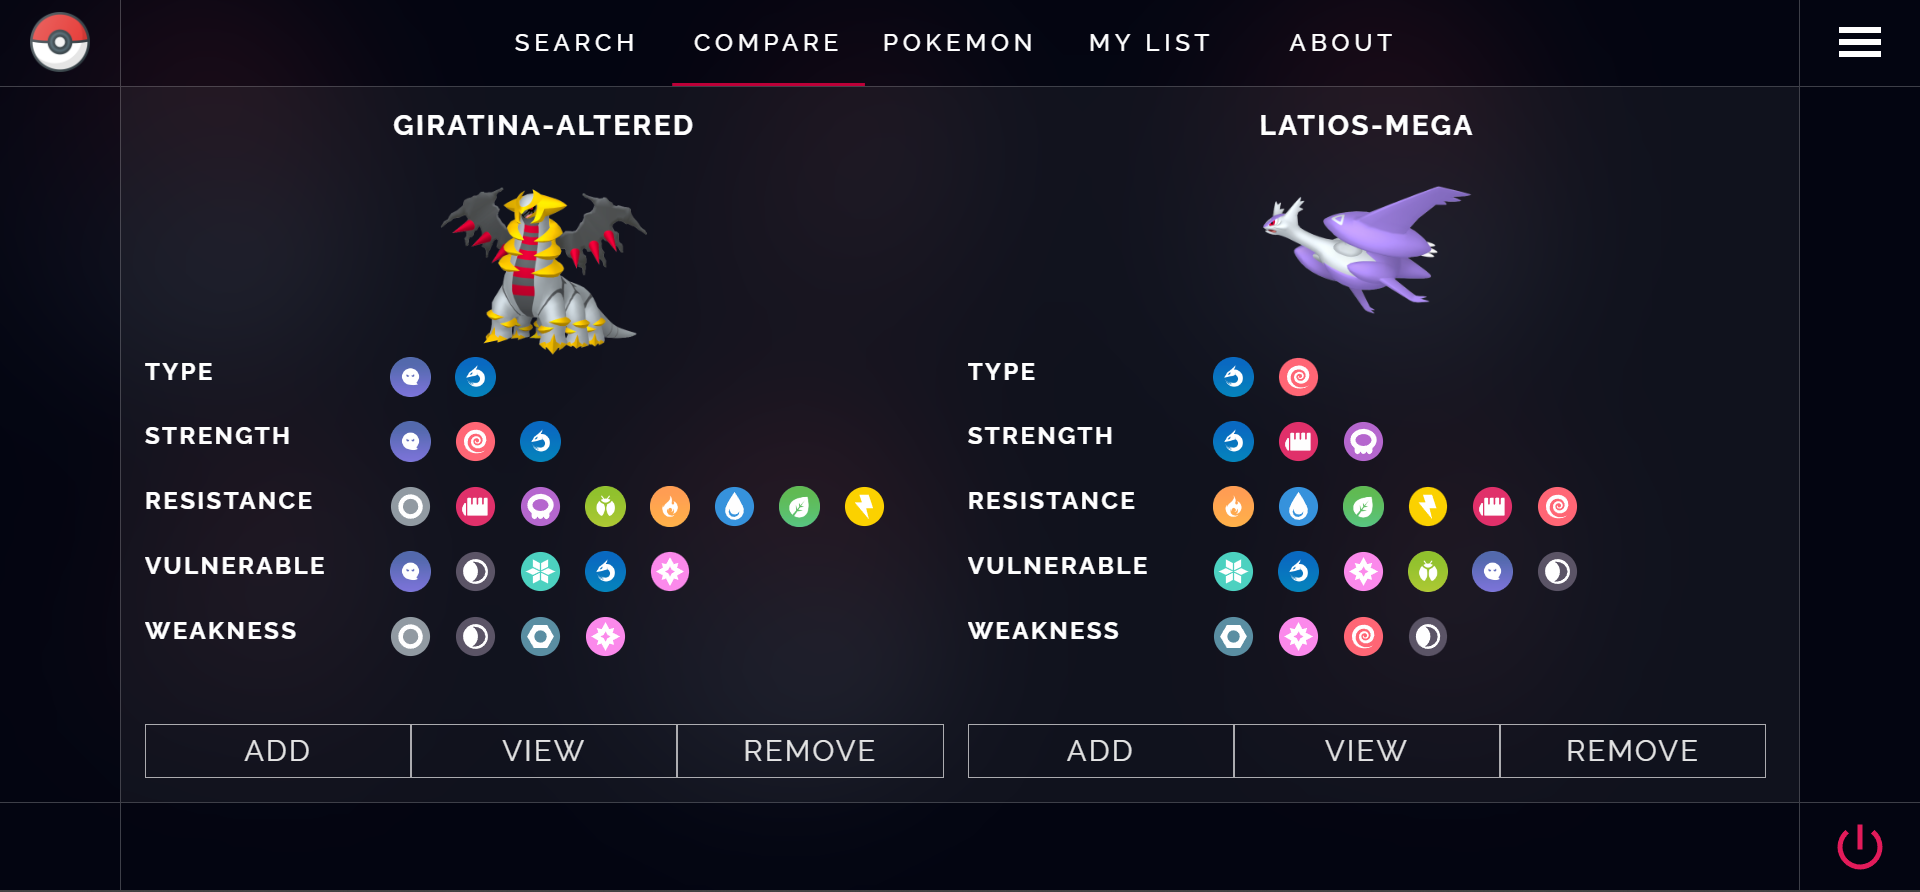 SEARCH COMPARE POKEMON MY LIST ABOUT
GIRATINA-ALTERED
TYPE
STRENGTH
RESISTANCE
VULNERABLE
WEAKNESS
ADD VIEW REMOVE
LATIOS-MEGA
TYPE
STRENGTH
RESISTANCE
VULNERABLE
WEAKNESS
ADD VIEW REMOVE